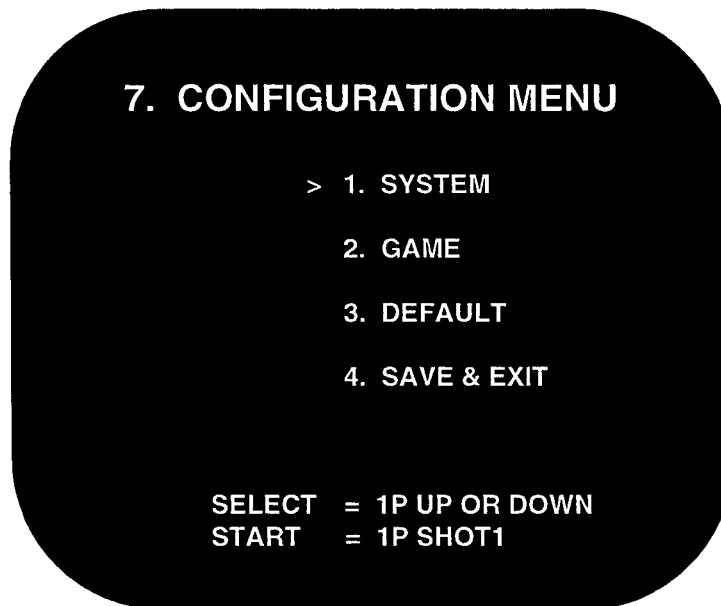 7. CONFIGURATION MENU
> 1. SYSTEM
2. GAME
3. DEFAULT
4. SAVE & EXIT
SELECT = 1P UP OR DOWN
START = 1P SHOT1